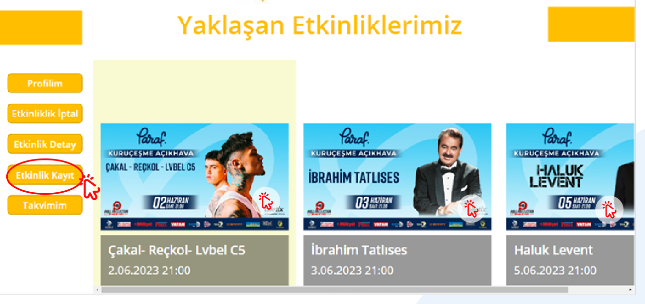 Yaklaşan Etkinliklerimiz
Profilim
Etkinliklik İptal
Etkinlik Detay
Etkinlik Kayıt
Takvimim
Paraf
KURUÇEŞME AÇIKHAVA
ÇAKAL - REÇKOL - LVBEL C5
02 HAZİRAN
Çakal- Reçkol- Lvbel C5
2.06.2023 21:00
Paraf
KURUÇEŞME AÇIKHAVA
İBRAHİM TATLISES
03 HAZİRAN
İbrahim Tatlıses
3.06.2023 21:00
Paraf
KURUÇEŞME AÇIKHAVA
HALUK
LEVENT
05 HAZİRAN
Haluk Levent
5.06.2023 21:00